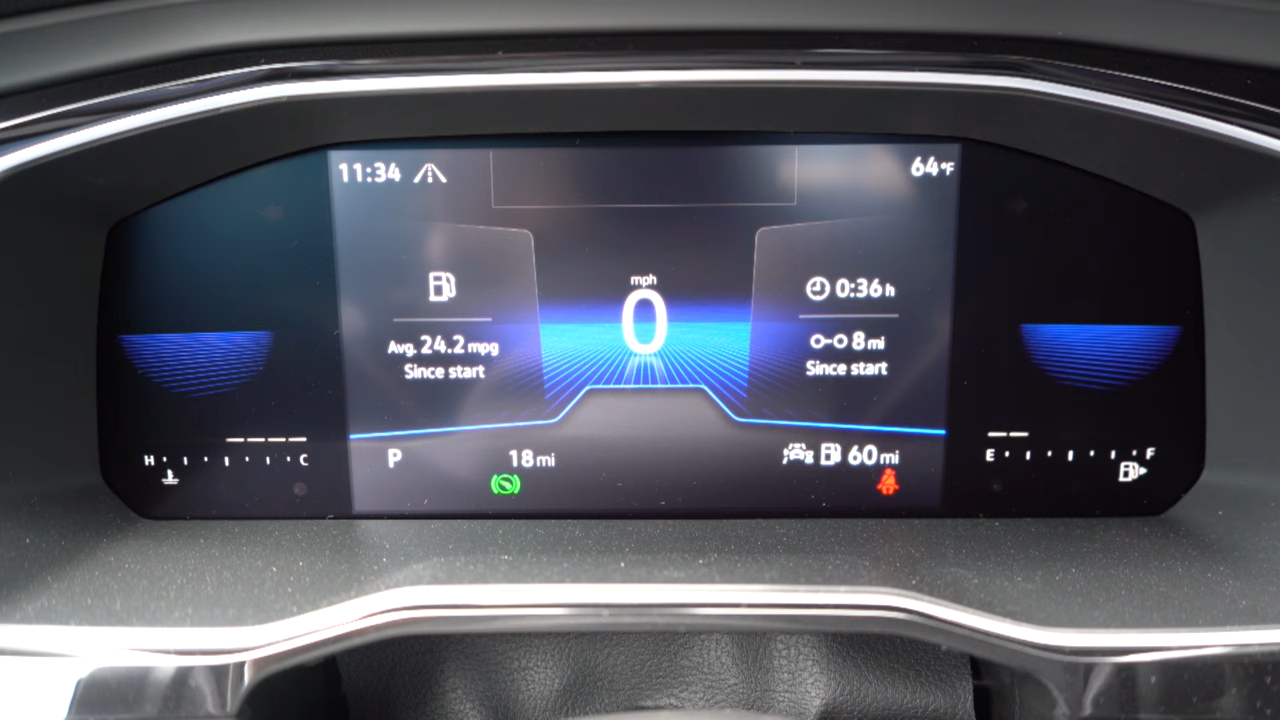 11:34
64°F
mph
0
Avg. 24.2 mpg
Since start
0:36 h
8 mi
Since start
H C
P
18 mi
60 mi
E F